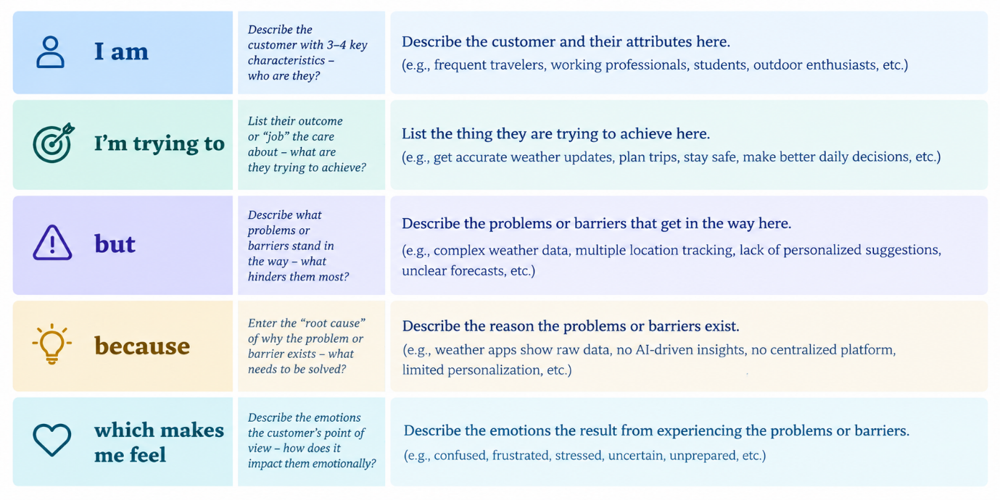 I am
Describe the
customer with 3–4 key
characteristics –
who are they?
Describe the customer and their attributes here.
(e.g., frequent travelers, working professionals, students, outdoor enthusiasts, etc.)
I'm trying to
List their outcome
or “job” the care
about – what are
they trying to achieve?
List the thing they are trying to achieve here.
(e.g., get accurate weather updates, plan trips, stay safe, make better daily decisions, etc.)
but
Describe what
problems or
barriers stand in
the way – what
hinders them most?
Describe the problems or barriers that get in the way here.
(e.g., complex weather data, multiple location tracking, lack of personalized suggestions,
unclear forecasts, etc.)
because
Enter the “root cause”
of why the problem or
barrier exists – what
needs to be solved?
Describe the reason the problems or barriers exist.
(e.g., weather apps show raw data, no AI-driven insights, no centralized platform,
limited personalization, etc.)
which makes
me feel
Describe the emotions
the customer’s point of
view – how does it
impact them emotionally?
Describe the emotions the result from experiencing the problems or barriers.
(e.g., confused, frustrated, stressed, uncertain, unprepared, etc.)